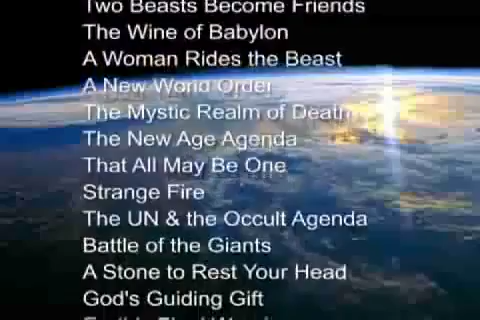 Two Beasts Become Friends
The Wine of Babylon
A Woman Rides the Beast
A New World Order
The Mystic Realm of Death
The New Age Agenda
That All May Be One
Strange Fire
The UN & the Occult Agenda
Battle of the Giants
A Stone to Rest Your Head
God's Guiding Gift